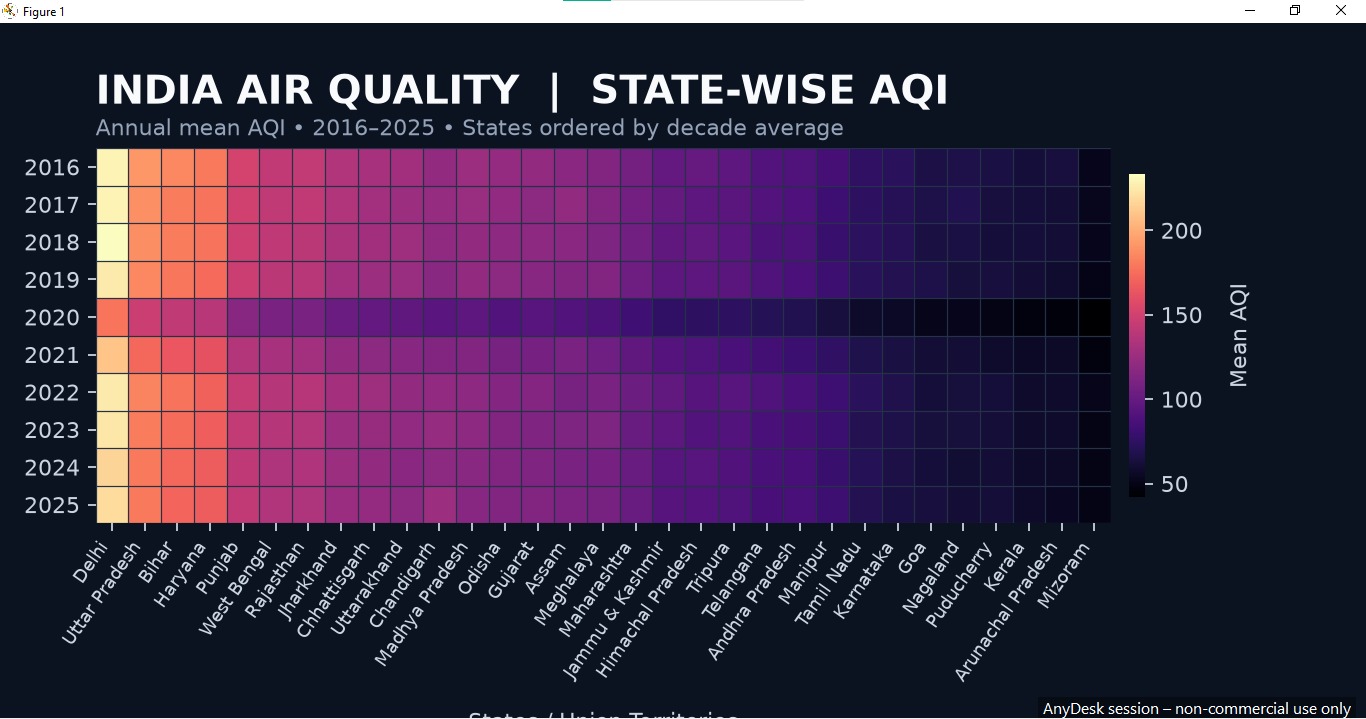 Figure 1
INDIA AIR QUALITY | STATE-WISE AQI
Annual mean AQI • 2016–2025 • States ordered by decade average
2016
2017
2018
2019
2020
2021
2022
2023
2024
2025
200
150
100
50
Mean AQI
Delhi
Uttar Pradesh
Bihar
Haryana
Punjab
West Bengal
Rajasthan
Jharkhand
Chhattisgarh
Uttarakhand
Chandigarh
Madhya Pradesh
Odisha
Gujarat
Assam
Meghalaya
Maharashtra
Jammu & Kashmir
Himachal Pradesh
Tripura
Telangana
Andhra Pradesh
Manipur
Tamil Nadu
Karnataka
Goa
Nagaland
Puducherry
Kerala
Arunachal Pradesh
Mizoram
States / Union Territories
AnyDesk session – non-commercial use only